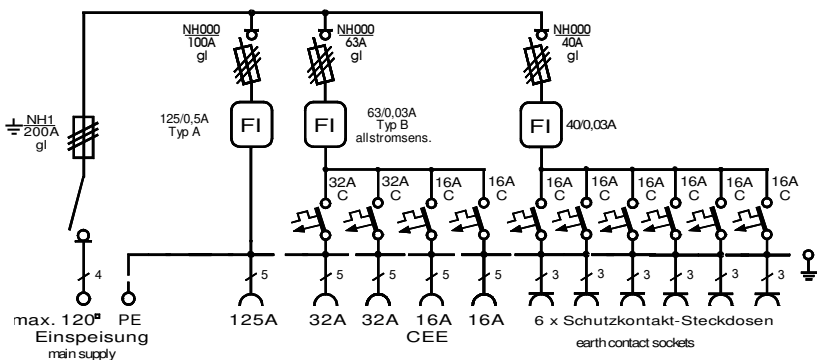 NH000
100A
gl
NH000
63A
gl
NH000
40A
gl
NH1
200A
gl
125/0,5A
Typ A
FI
63/0,03A
Typ B
allstromsens.
FI
FI
40/0,03A
32A
C
32A
C
16A
C
16A
C
16A
C
16A
C
16A
C
16A
C
16A
C
16A
C
4
5
5
5
5
5
3
3
3
3
3
3
max. 120°
PE
125A
32A
32A
16A
16A
6 x Schutzkontakt-Steckdosen
Einspeisung
CEE
main supply
earth contact sockets